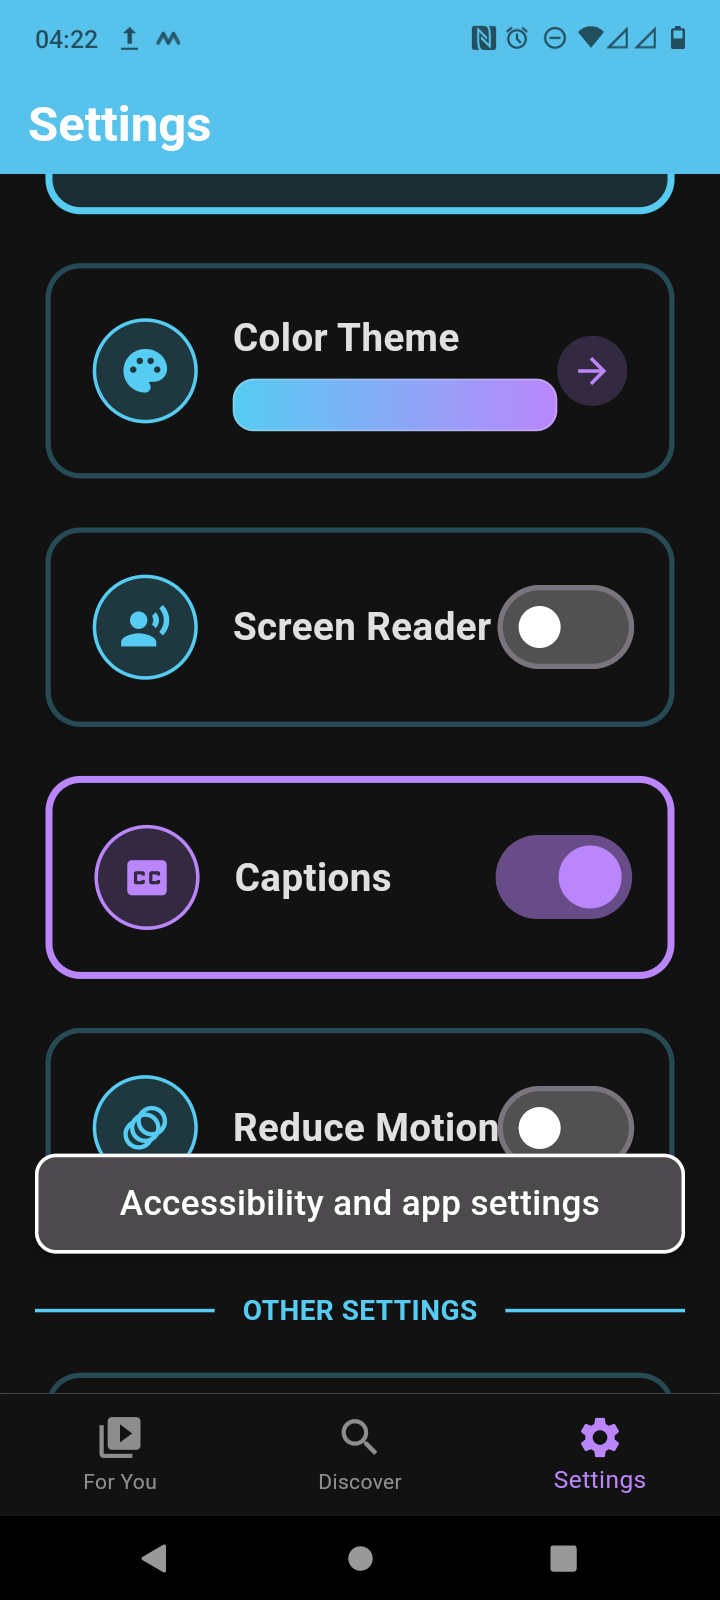 04:22
Settings
Color Theme
Screen Reader
CC
Captions
Reduce Motion
Accessibility and app settings
OTHER SETTINGS
For You
Discover
Settings